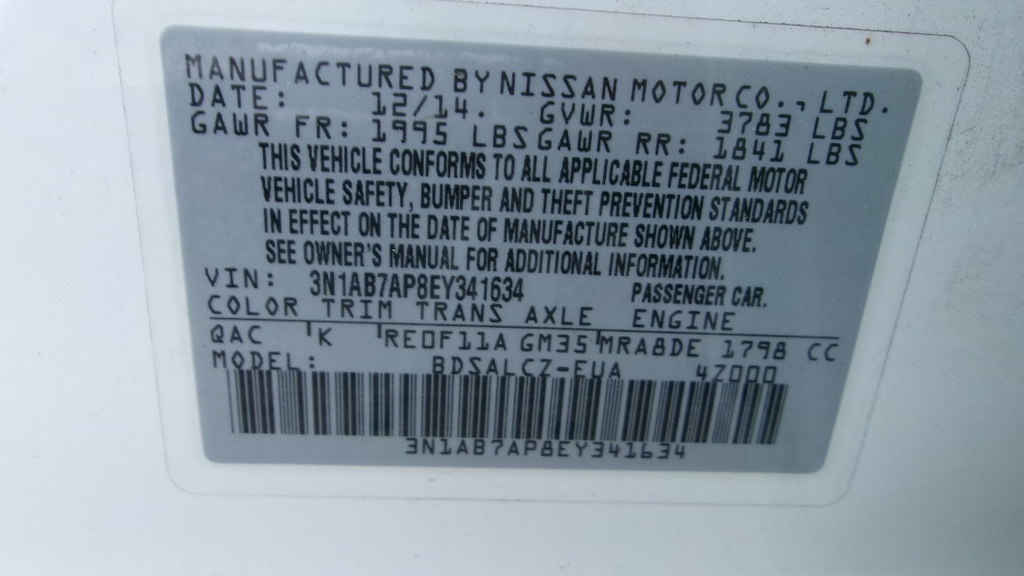 MANUFACTURED BY NISSAN MOTOR CO., LTD.
DATE: 12/14. GVWR: 3783 LBS
GAWR FR: 1995 LBS GAWR RR: 1841 LBS
THIS VEHICLE CONFORMS TO ALL APPLICABLE FEDERAL MOTOR
VEHICLE SAFETY, BUMPER AND THEFT PREVENTION STANDARDS
IN EFFECT ON THE DATE OF MANUFACTURE SHOWN ABOVE.
SEE OWNER'S MANUAL FOR ADDITIONAL INFORMATION.
VIN: 3N1AB7AP8EY341634 PASSENGER CAR.
COLOR TRIM TRANS AXLE ENGINE
QAC K RE0F11A GM35 MRA8DE 1798 CC
MODEL: BDSALCZ-EUA 4Z000
3N1AB7AP8EY341634